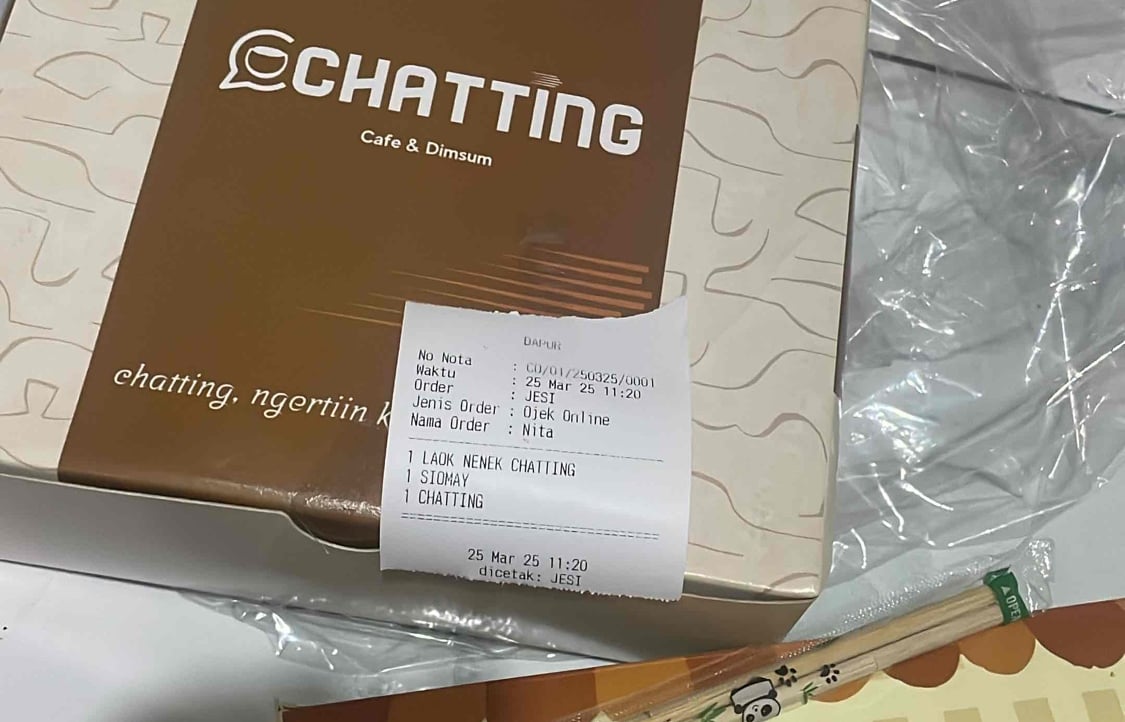 CHATTING
Cafe & Dimsum
chatting, ngertiin
DAPUR
No Nota : CD/01/250325/0001
Waktu : 25 Mar 25 11:20
Order : JESI
Jenis Order : Ojek Online
Nama Order : Nita
1 LAOK NENEK CHATTING
1 SIOMAY
1 CHATTING
25 Mar 25 11:20
dicetak: JESI
OPEN